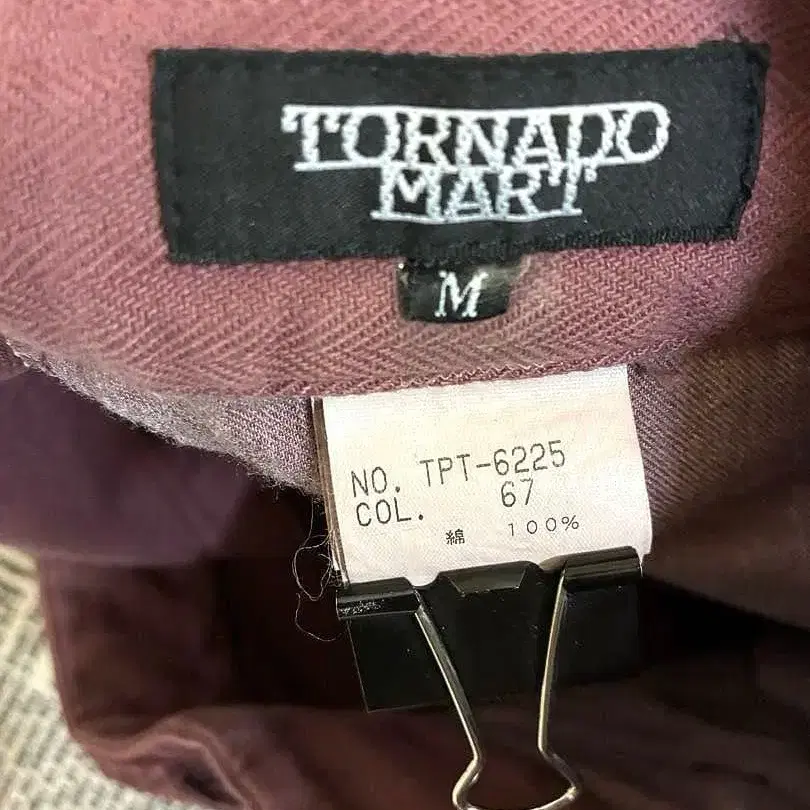 TORNADO
MART
M
NO. TPT-6225
COL. 67
綿 100%